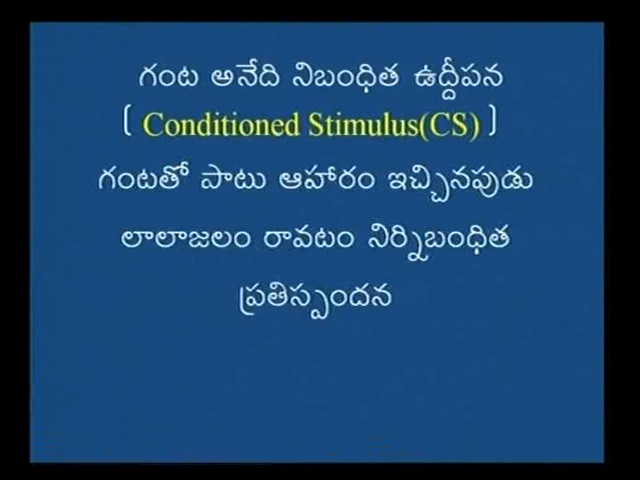 గంట అనేది నిబంధిత ఉద్దీపన
( Conditioned Stimulus(CS) )
గంటతో పాటు ఆహారం ఇచ్చినపుడు
లాలాజలం రావటం నిర్నిబంధిత
ప్రతిస్పందన